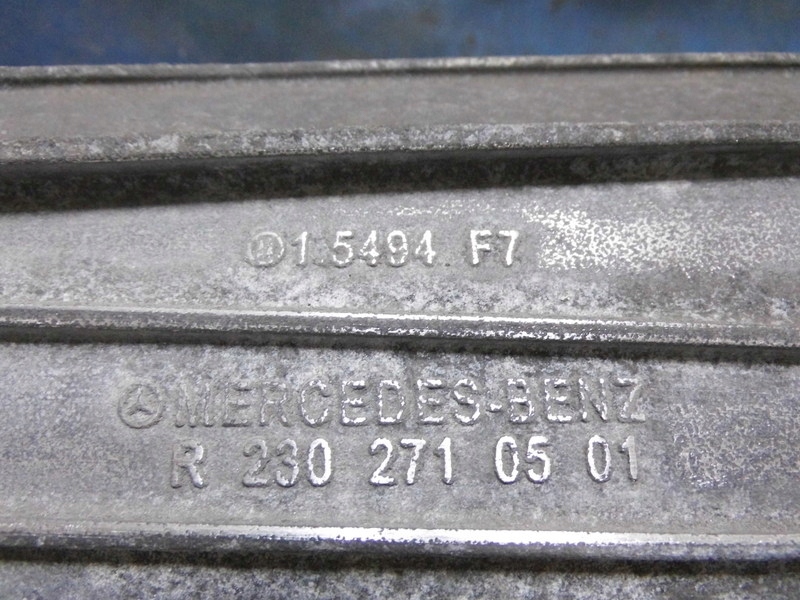 1.5494 F7
MERCEDES-BENZ
R 230 271 05 01